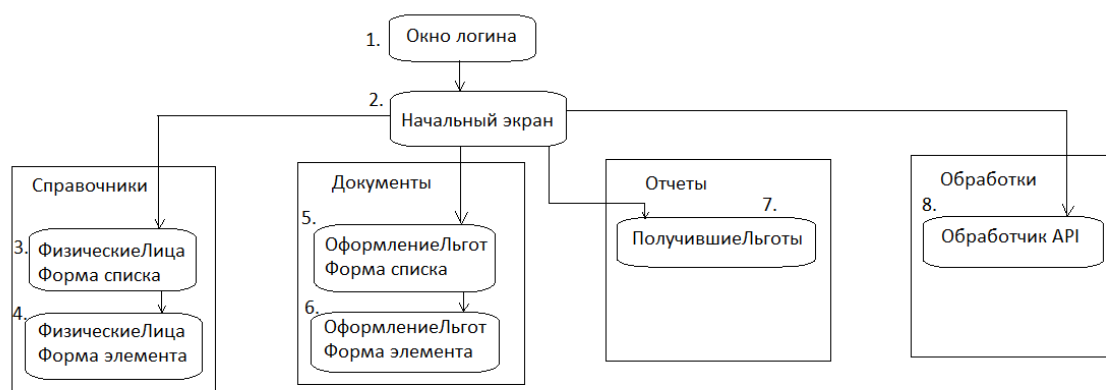 1.
Окно логина
2.
Начальный экран
Справочники
3.
ФизическиеЛица
Форма списка
4.
ФизическиеЛица
Форма элемента
Документы
5.
ОформлениеЛьгот
Форма списка
6.
ОформлениеЛьгот
Форма элемента
Отчеты
7.
ПолучившиеЛьготы
Обработки
8.
Обработчик API